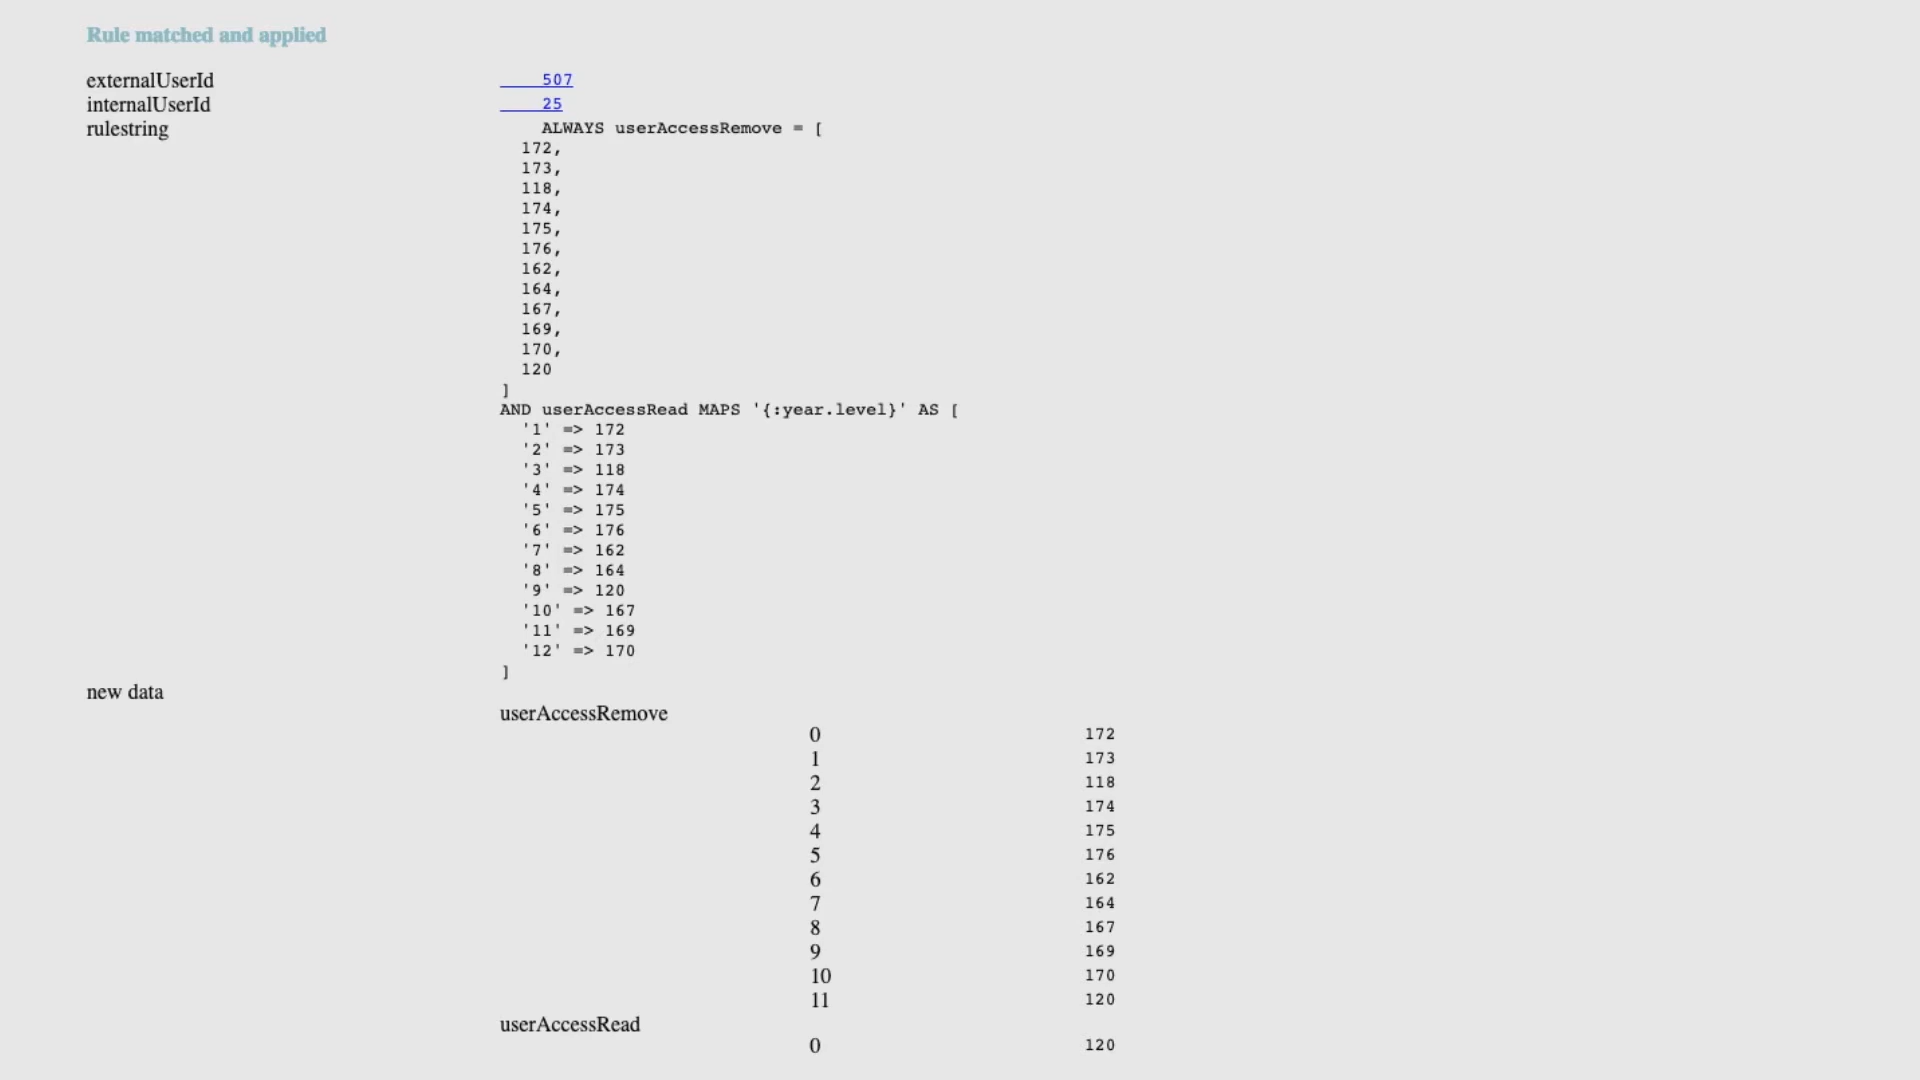 Rule matched and applied
externalUserId 507
internalUserId 25
rulestring ALWAYS userAccessRemove = [
172,
173,
118,
174,
175,
176,
162,
164,
167,
169,
170,
120
]
AND userAccessRead MAPS '{:year.level}' AS [
'1' => 172
'2' => 173
'3' => 118
'4' => 174
'5' => 175
'6' => 176
'7' => 162
'8' => 164
'9' => 120
'10' => 167
'11' => 169
'12' => 170
]
new data
userAccessRemove
0 172
1 173
2 118
3 174
4 175
5 176
6 162
7 164
8 167
9 169
10 170
11 120
userAccessRead
0 120